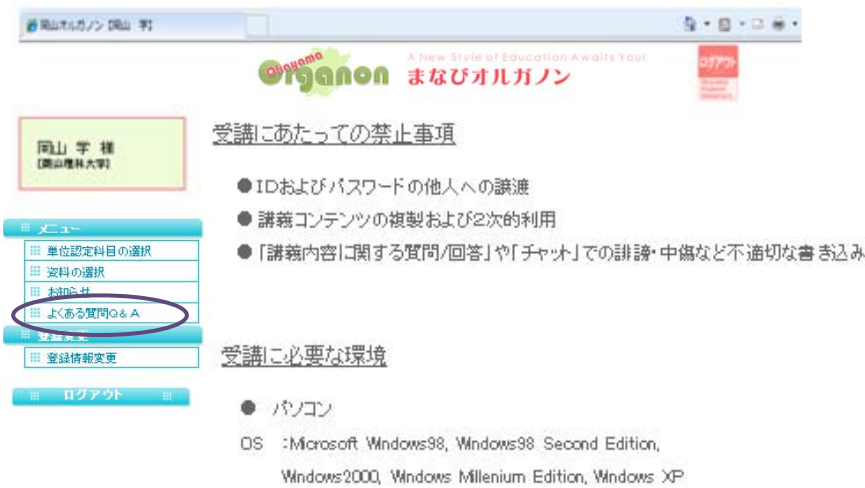 岡山オルガノン【岡山 学】
Okayama
Organon
A New Style of Education Awaits You!
まなびオルガノン
ログアウト
岡山 学 様
【岡山理科大学】
メニュー
単位認定科目の選択
資料の選択
お知らせ
よくある質問Q&A
登録変更
登録情報変更
ログアウト
受講にあたっての禁止事項
●IDおよびパスワードの他人への譲渡
●講義コンテンツの複製および2次的利用
●「講義内容に関する質問/回答」や「チャット」での誹謗・中傷など不適切な書き込み
受講に必要な環境
● パソコン
OS :Microsoft Windows98, Windows98 Second Edition,
Windows2000, Windows Millenium Edition, Windows XP